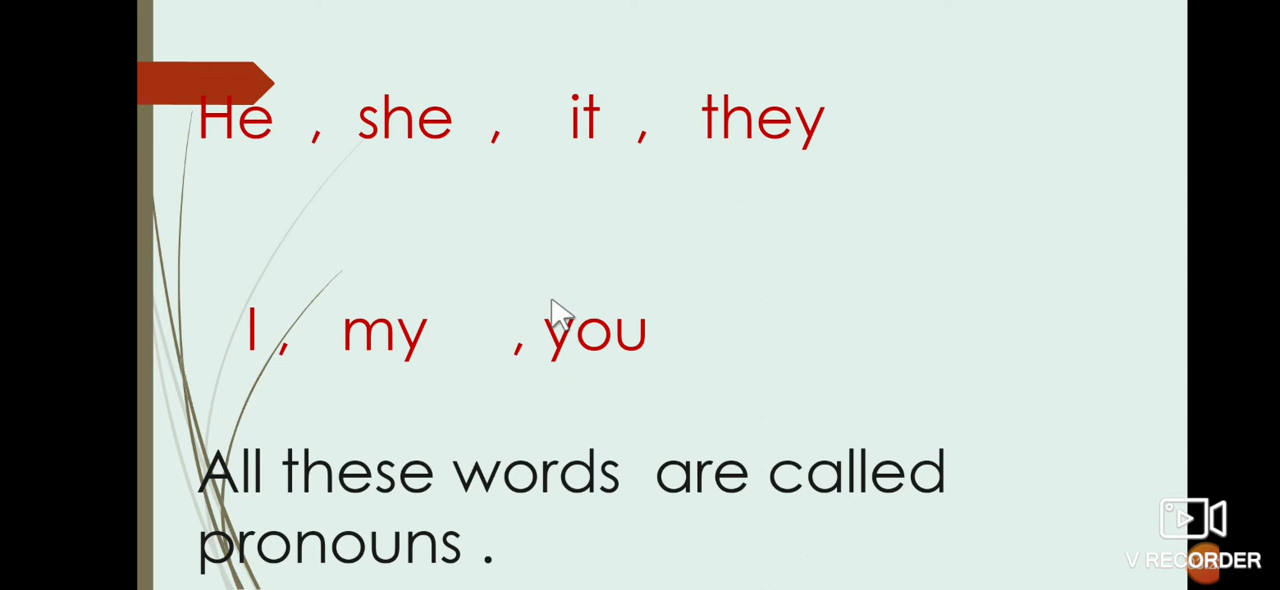 He , she , it , they
I , my , you
All these words are called
pronouns .
V RECORDER